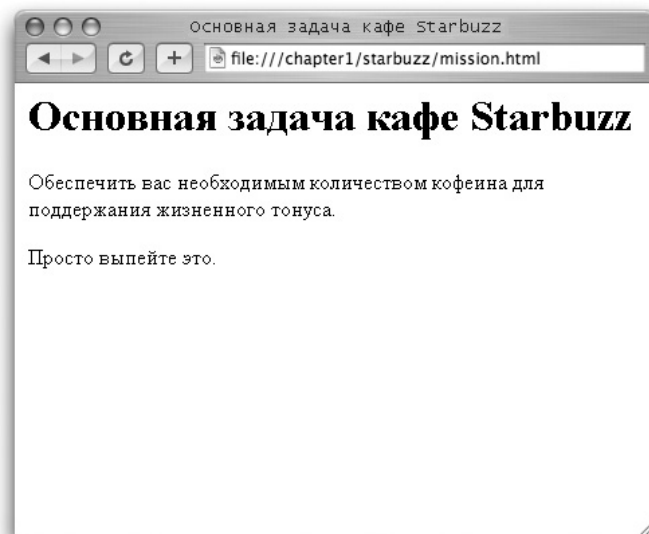 Основная задача кафе Starbuzz
file:///chapter1/starbuzz/mission.html
Основная задача кафе Starbuzz
Обеспечить вас необходимым количеством кофеина для
поддержания жизненного тонуса.
Просто выпейте это.